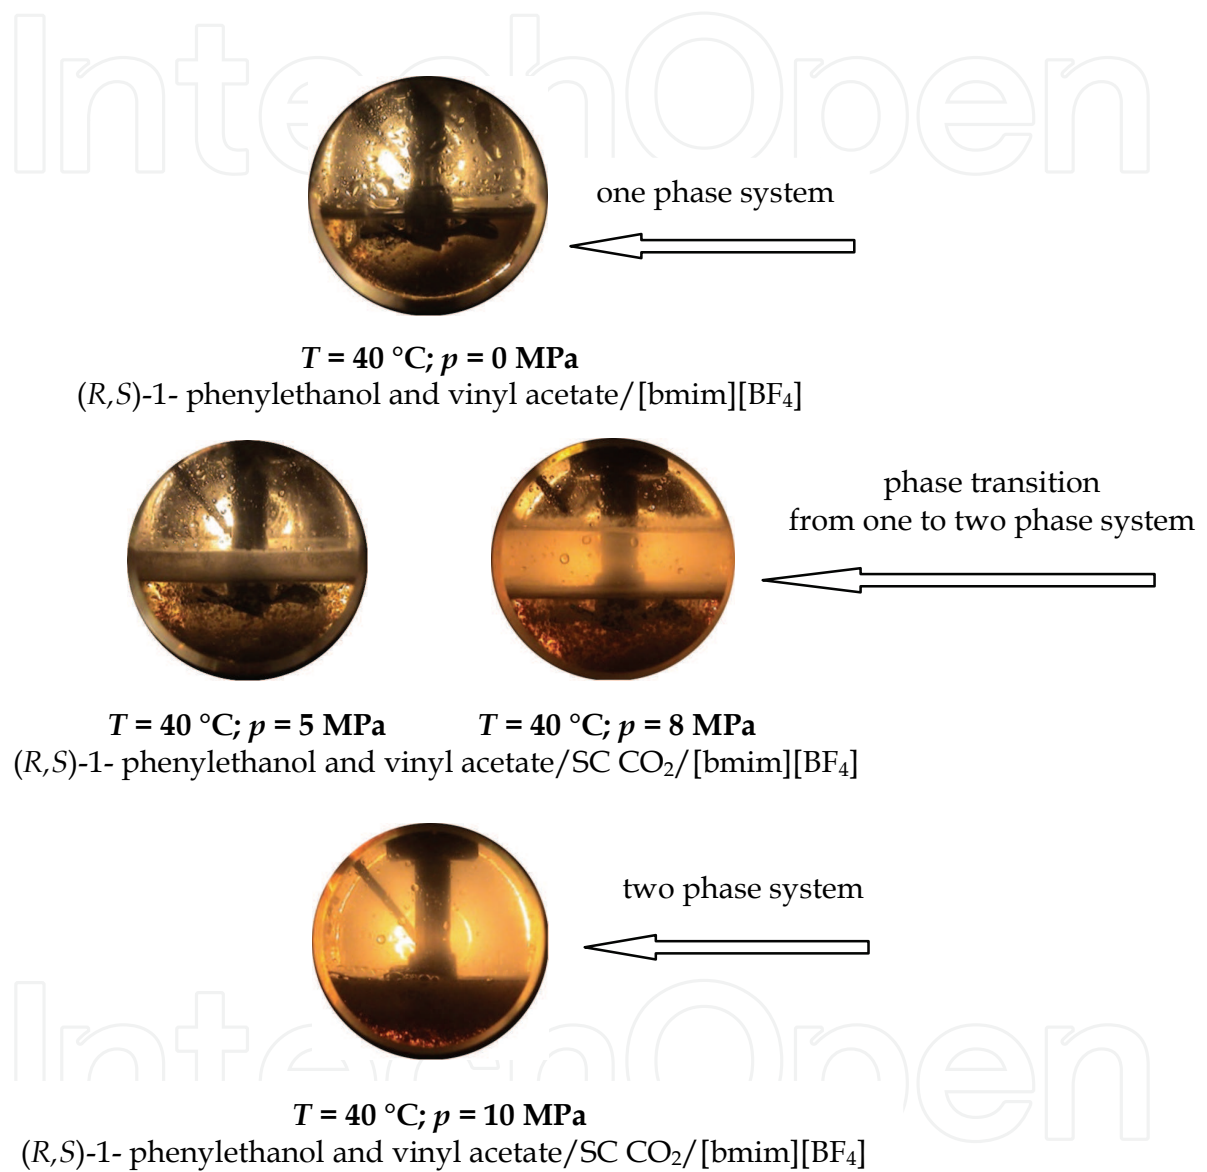 IntechOpen
one phase system
T = 40 °C; p = 0 MPa
(R,S)-1- phenylethanol and vinyl acetate/[bmim][BF₄]
phase transition
from one to two phase system
T = 40 °C; p = 5 MPa
T = 40 °C; p = 8 MPa
(R,S)-1- phenylethanol and vinyl acetate/SC CO₂/[bmim][BF₄]
two phase system
IntechOpen
T = 40 °C; p = 10 MPa
(R,S)-1- phenylethanol and vinyl acetate/SC CO₂/[bmim][BF₄]